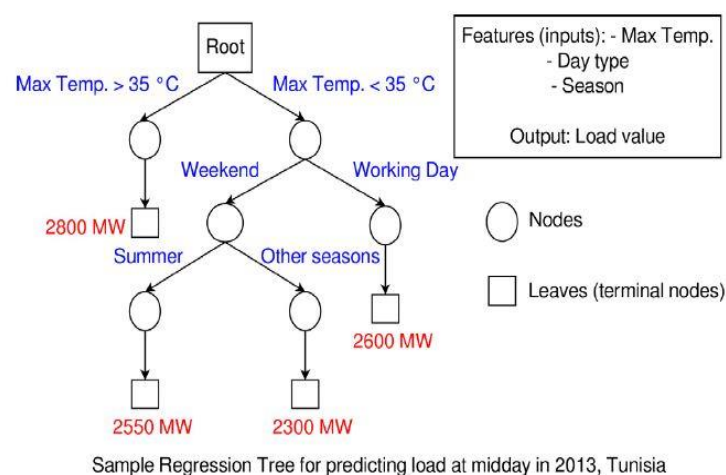 Root
Features (inputs): - Max Temp.
- Day type
- Season
Output: Load value
Max Temp. > 35 °C
Max Temp. < 35 °C
Weekend
Working Day
2800 MW
Nodes
Summer
Other seasons
Leaves (terminal nodes)
2600 MW
2550 MW
2300 MW
Sample Regression Tree for predicting load at midday in 2013, Tunisia